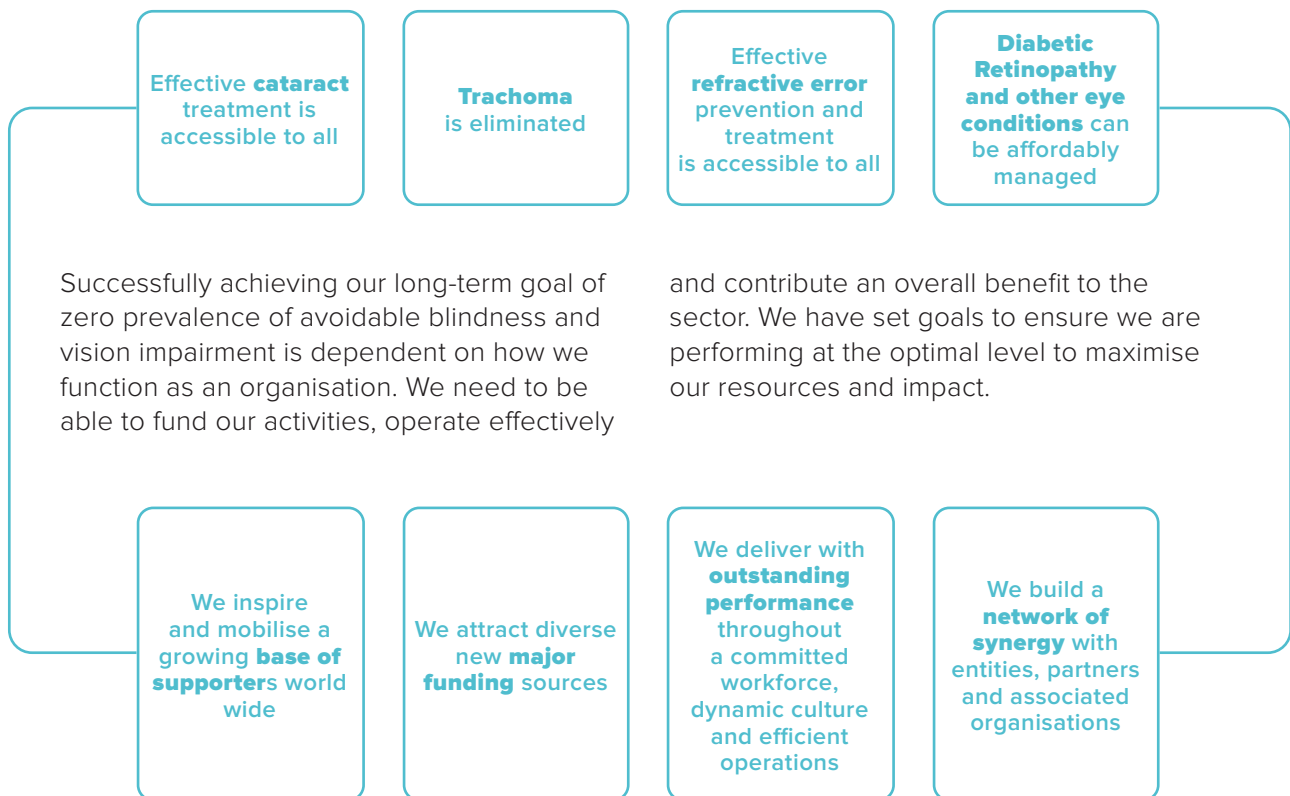 Effective cataract
treatment is
accessible to all
Trachoma
is eliminated
Effective
refractive error
prevention and
treatment
is accessible to all
Diabetic
Retinopathy
and other eye
conditions can
be affordably
managed
Successfully achieving our long-term goal of
zero prevalence of avoidable blindness and
vision impairment is dependent on how we
function as an organisation. We need to be
able to fund our activities, operate effectively
and contribute an overall benefit to the
sector. We have set goals to ensure we are
performing at the optimal level to maximise
our resources and impact.
We inspire
and mobilise a
growing base of
supporters world
wide
We attract diverse
new major
funding sources
We deliver with
outstanding
performance
throughout
a committed
workforce,
dynamic culture
and efficient
operations
We build a
network of
synergy with
entities, partners
and associated
organisations